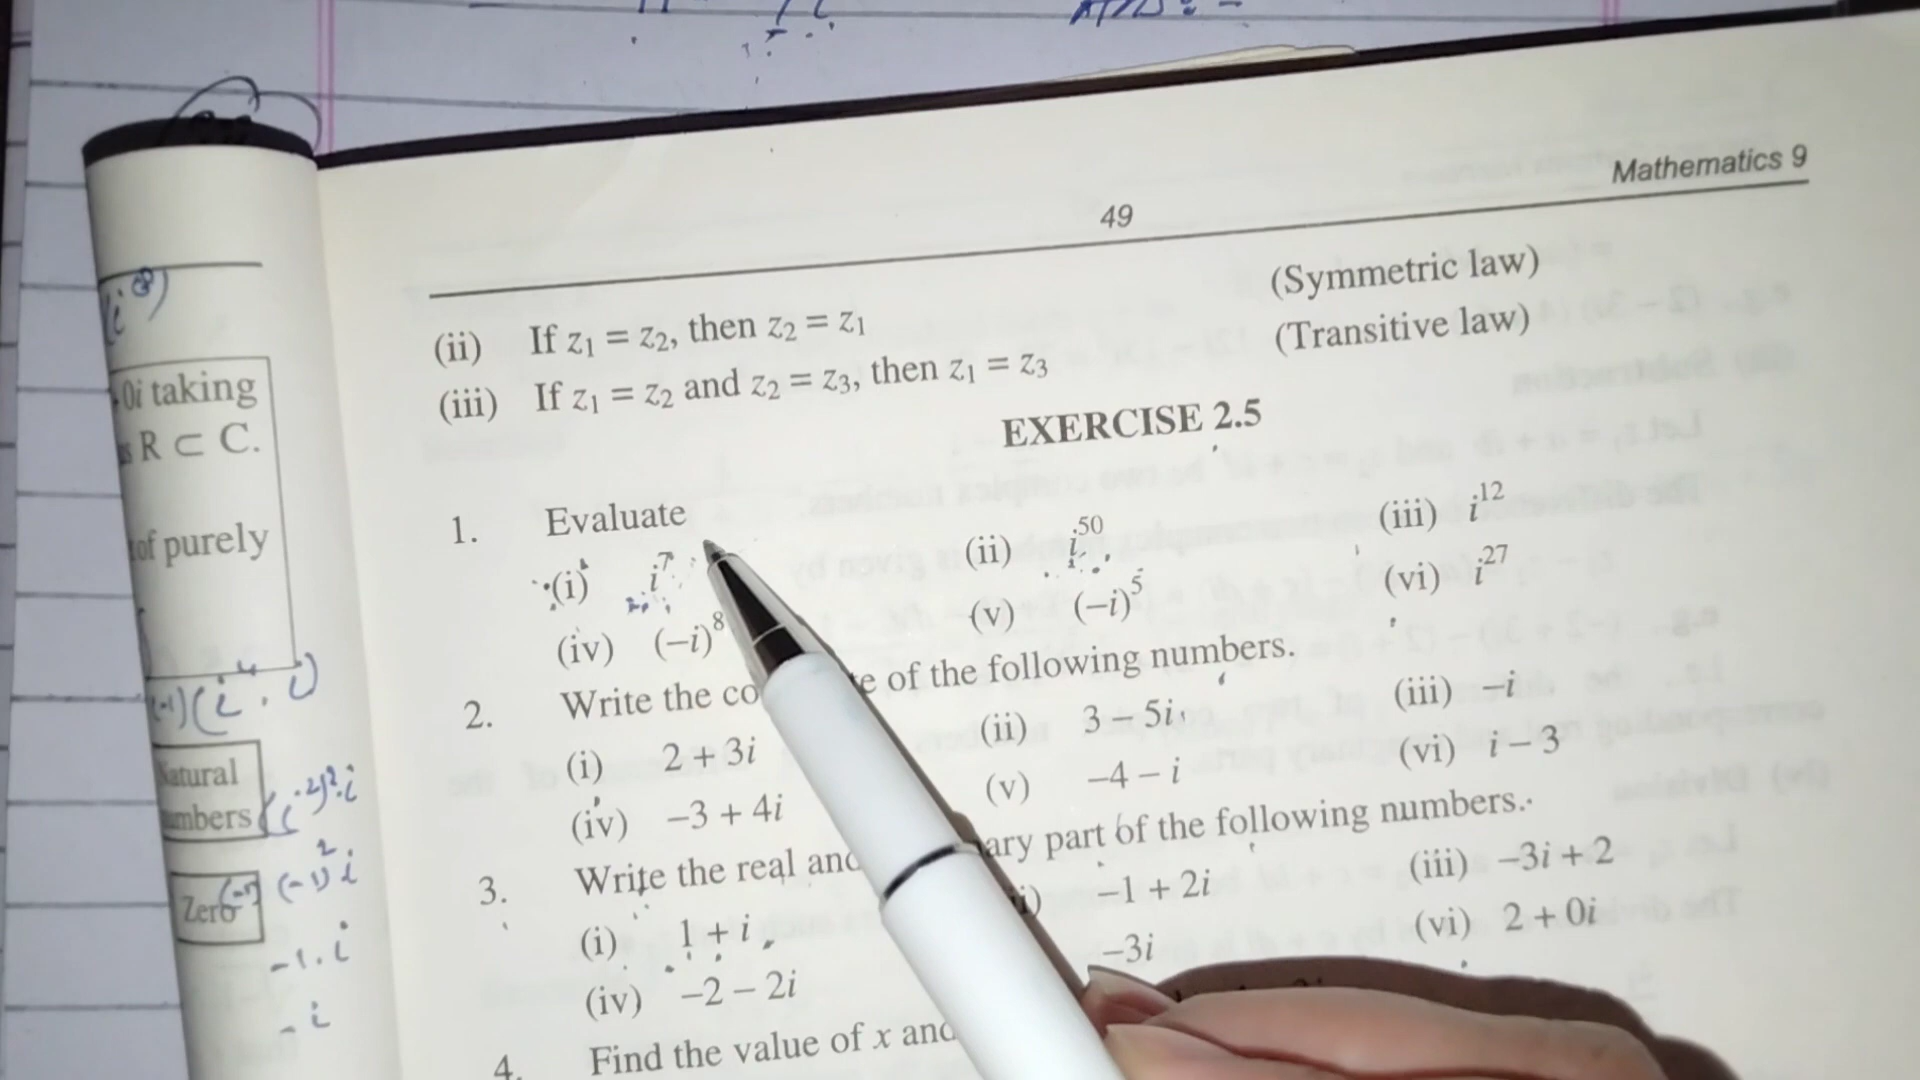 Mathematics 9
49
(ii) If z₁ = z₂, then z₂ = z₁ (Symmetric law)
(iii) If z₁ = z₂ and z₂ = z₃, then z₁ = z₃ (Transitive law)
EXERCISE 2.5
1. Evaluate
(i) i⁷ (ii) i⁵⁰ (iii) i¹²
(iv) (−i)⁸ (v) (−i)⁵ (vi) i²⁷
2. Write the of the following numbers.
(i) 2 + 3i (ii) 3 − 5i (iii) −i
(iv) −3 + 4i (v) −4 − i (vi) i − 3
3. Write the real part of the following numbers.
(i) 1 + i −1 + 2i (iii) −3i + 2
(iv) −2 − 2i −3i (vi) 2 + 0i
4. Find the value of x and
0i taking
R ⊂ C.
of purely
Natural
Zero
−1. i
− i